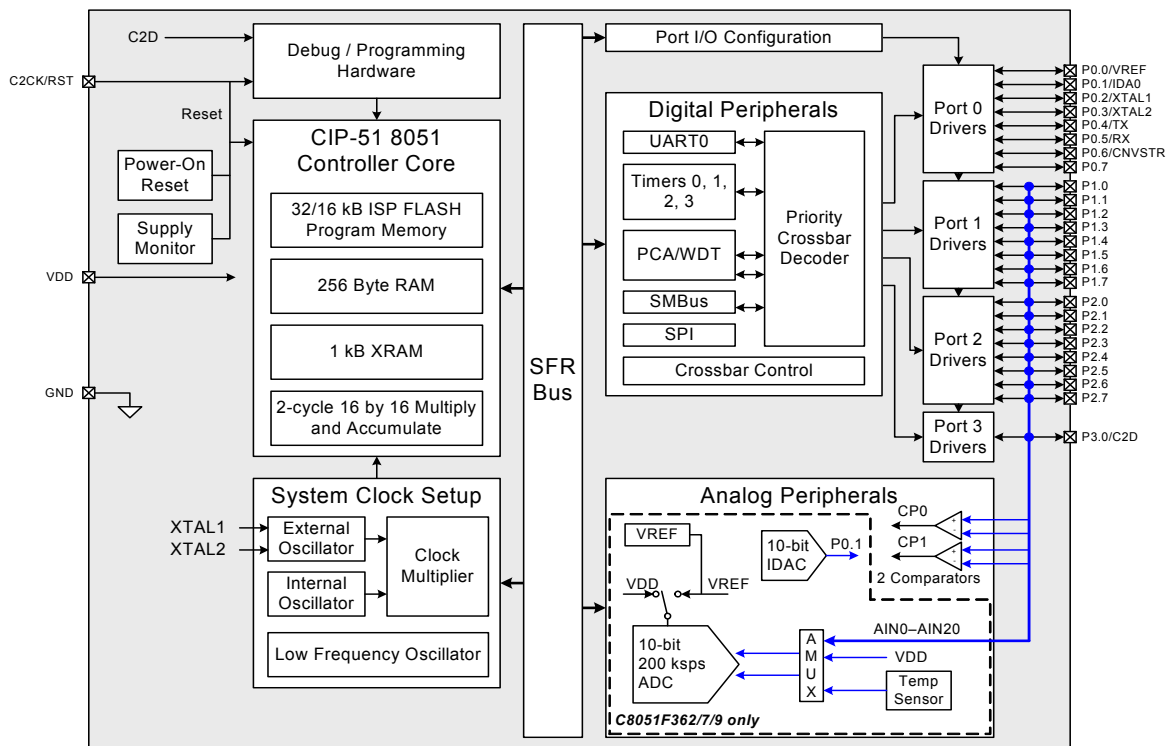 C2D
C2CK/RST
Reset
Debug / Programming
Hardware
Power-On
Reset
Supply
Monitor
VDD
GND
CIP-51 8051
Controller Core
32/16 kB ISP FLASH
Program Memory
256 Byte RAM
1 kB XRAM
2-cycle 16 by 16 Multiply
and Accumulate
System Clock Setup
XTAL1
XTAL2
External
Oscillator
Internal
Oscillator
Clock
Multiplier
Low Frequency Oscillator
SFR
Bus
Port I/O Configuration
Digital Peripherals
UART0
Timers 0, 1,
2, 3
PCA/WDT
SMBus
SPI
Priority
Crossbar
Decoder
Crossbar Control
Port 0
Drivers
Port 1
Drivers
Port 2
Drivers
Port 3
Drivers
P0.0/VREF
P0.1/IDA0
P0.2/XTAL1
P0.3/XTAL2
P0.4/TX
P0.5/RX
P0.6/CNVSTR
P0.7
P1.0
P1.1
P1.2
P1.3
P1.4
P1.5
P1.6
P1.7
P2.0
P2.1
P2.2
P2.3
P2.4
P2.5
P2.6
P2.7
P3.0/C2D
Analog Peripherals
VREF
VDD
VREF
10-bit
IDAC
P0.1
CP0
+
-
CP1
+
-
2 Comparators
10-bit
200 ksps
ADC
A
M
U
X
AIN0–AIN20
VDD
Temp
Sensor
C8051F362/7/9 only